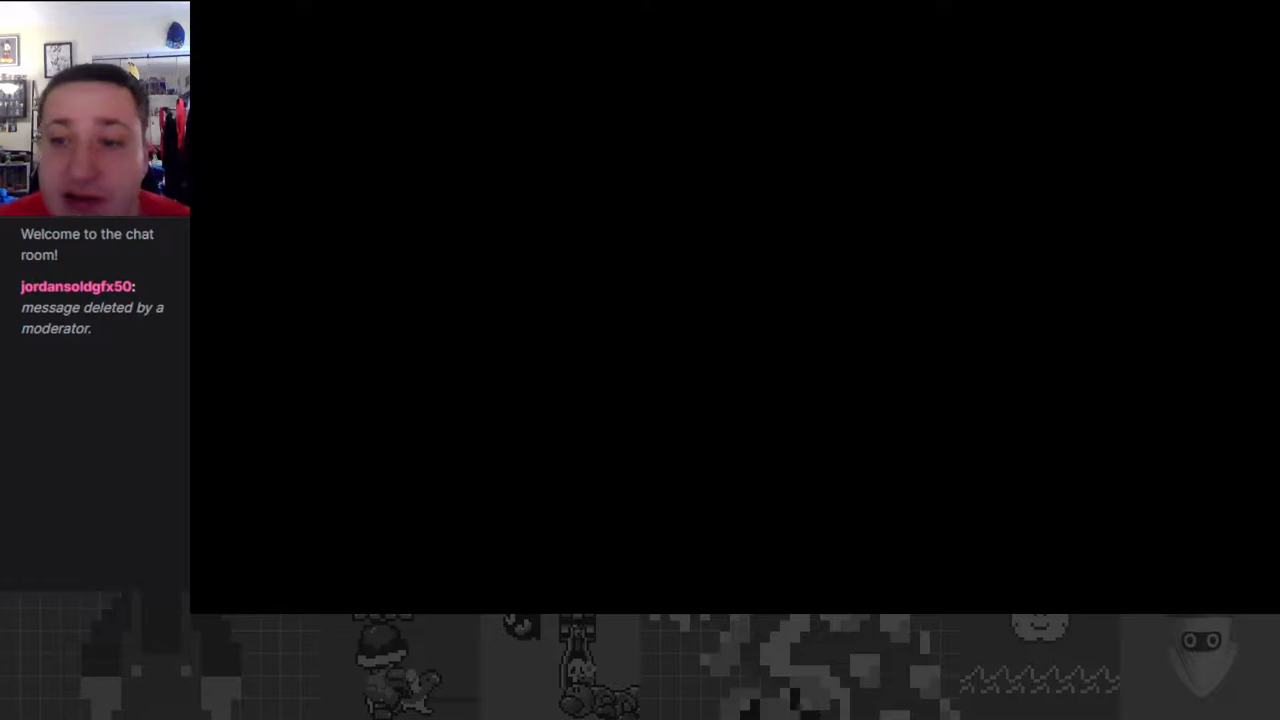 Welcome to the chat
room!
jordansoldgfx50:
message deleted by a
moderator.